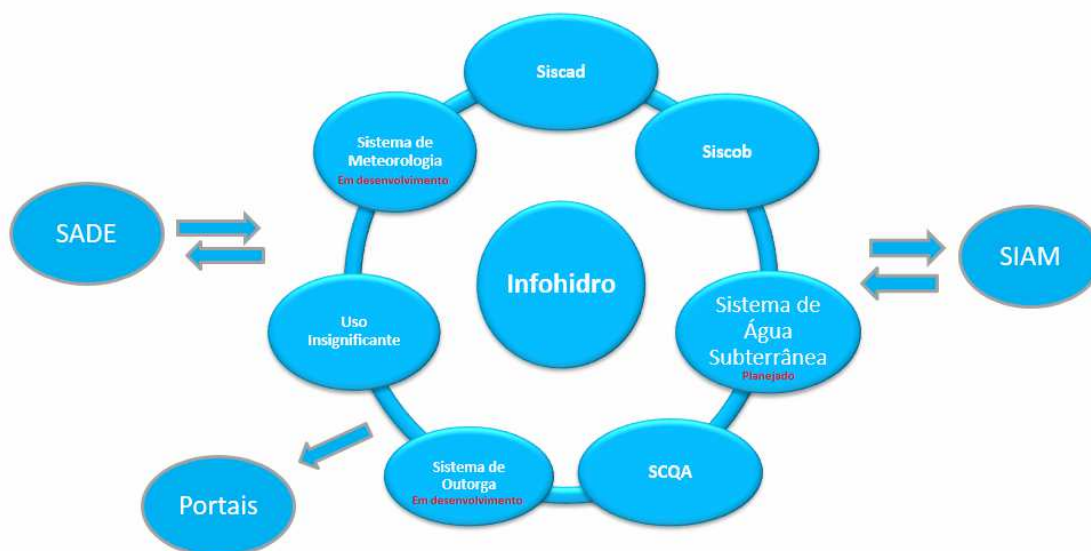 Siscad
Sistema de
Meteorologia
Em desenvolvimento
Siscob
SADE
SIAM
Infohidro
Uso
Insignificante
Sistema de
Água
Subterrânea
Planejado
Sistema de
Outorga
Em desenvolvimento
SCQA
Portais